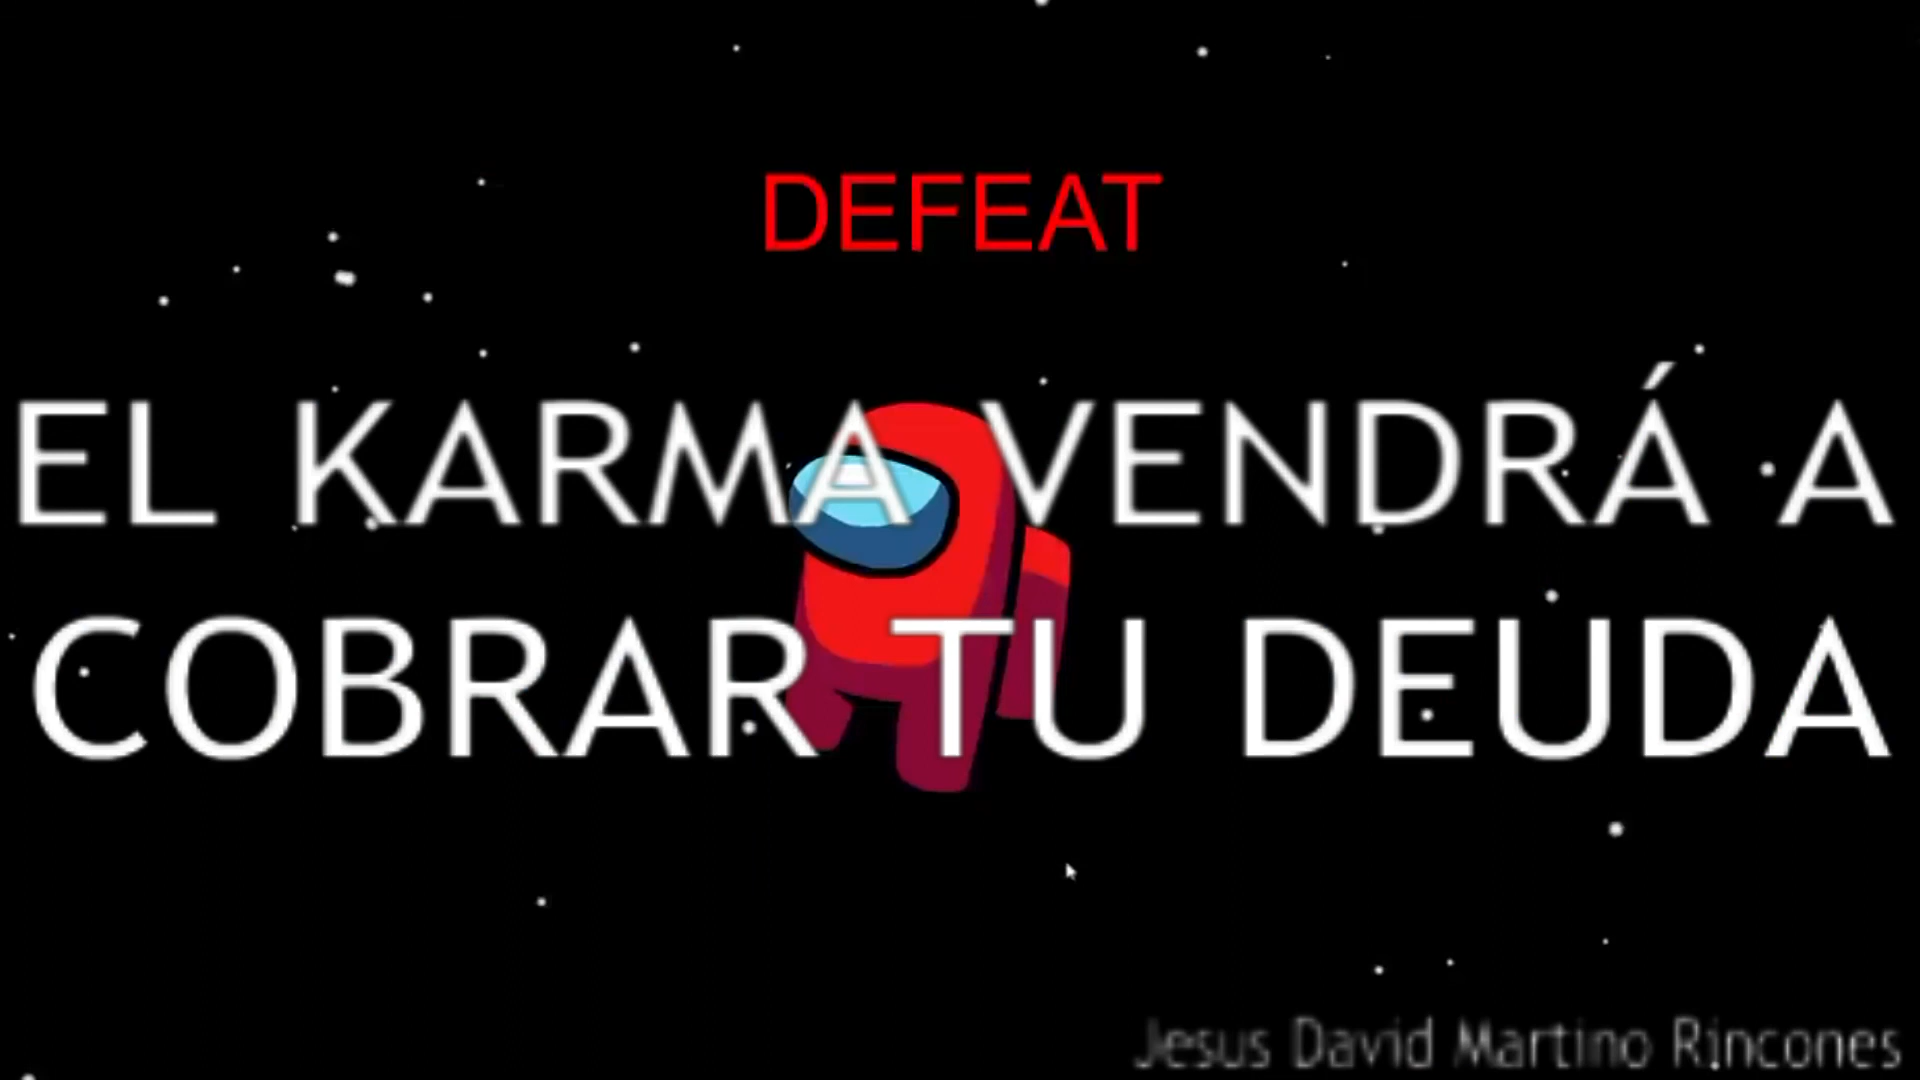 DEFEAT
EL KARMA VENDRÁ A
COBRAR TU DEUDA
Jesus David Martino Rincones